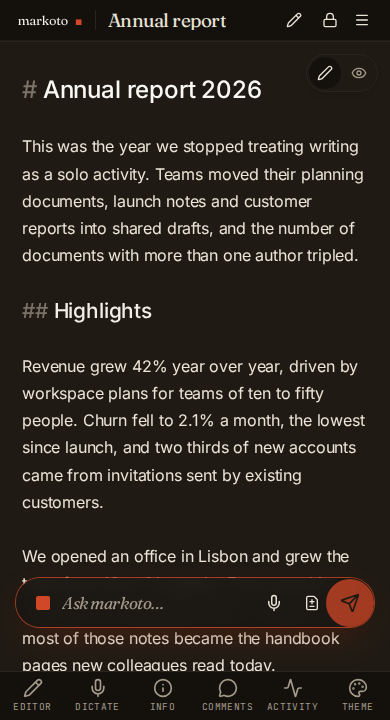 markoto
Annual report
# Annual report 2026
This was the year we stopped treating writing
as a solo activity. Teams moved their planning
documents, launch notes and customer
reports into shared drafts, and the number of
documents with more than one author tripled.
## Highlights
Revenue grew 42% year over year, driven by
workspace plans for teams of ten to fifty
people. Churn fell to 2.1% a month, the lowest
since launch, and two thirds of new accounts
came from invitations sent by existing
customers.
We opened an office in Lisbon and grew the
Ask markoto...
most of those notes became the handbook
pages new colleagues read today.
EDITOR DICTATE INFO COMMENTS ACTIVITY THEME